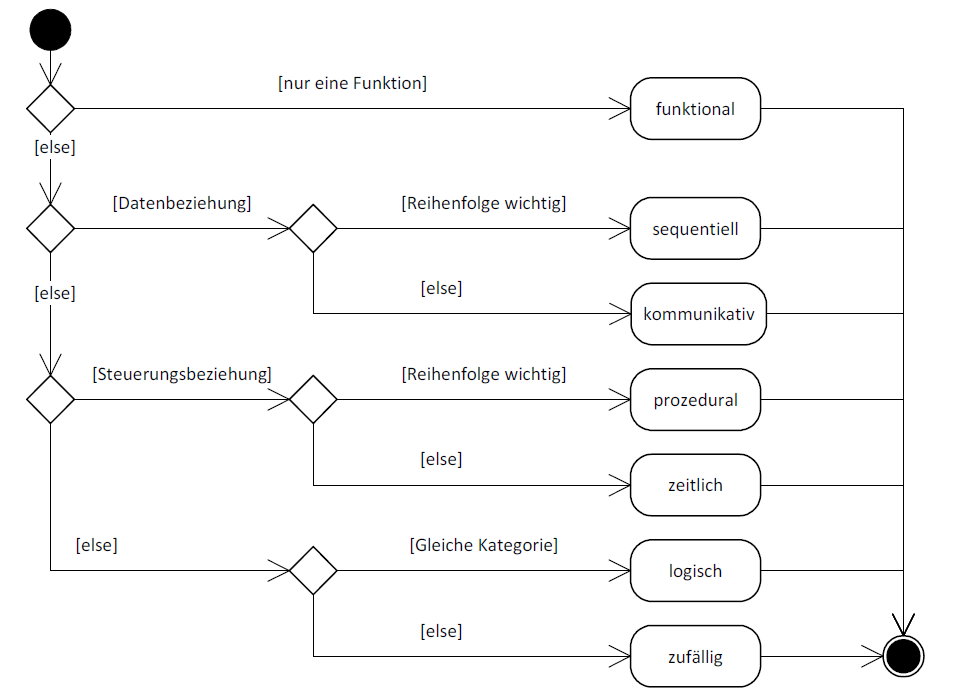 [nur eine Funktion]
funktional
[else]
[Datenbeziehung]
[Reihenfolge wichtig]
sequentiell
[else]
[else]
kommunikativ
[Steuerungsbeziehung]
[Reihenfolge wichtig]
prozedural
[else]
zeitlich
[else]
[Gleiche Kategorie]
logisch
[else]
zufällig